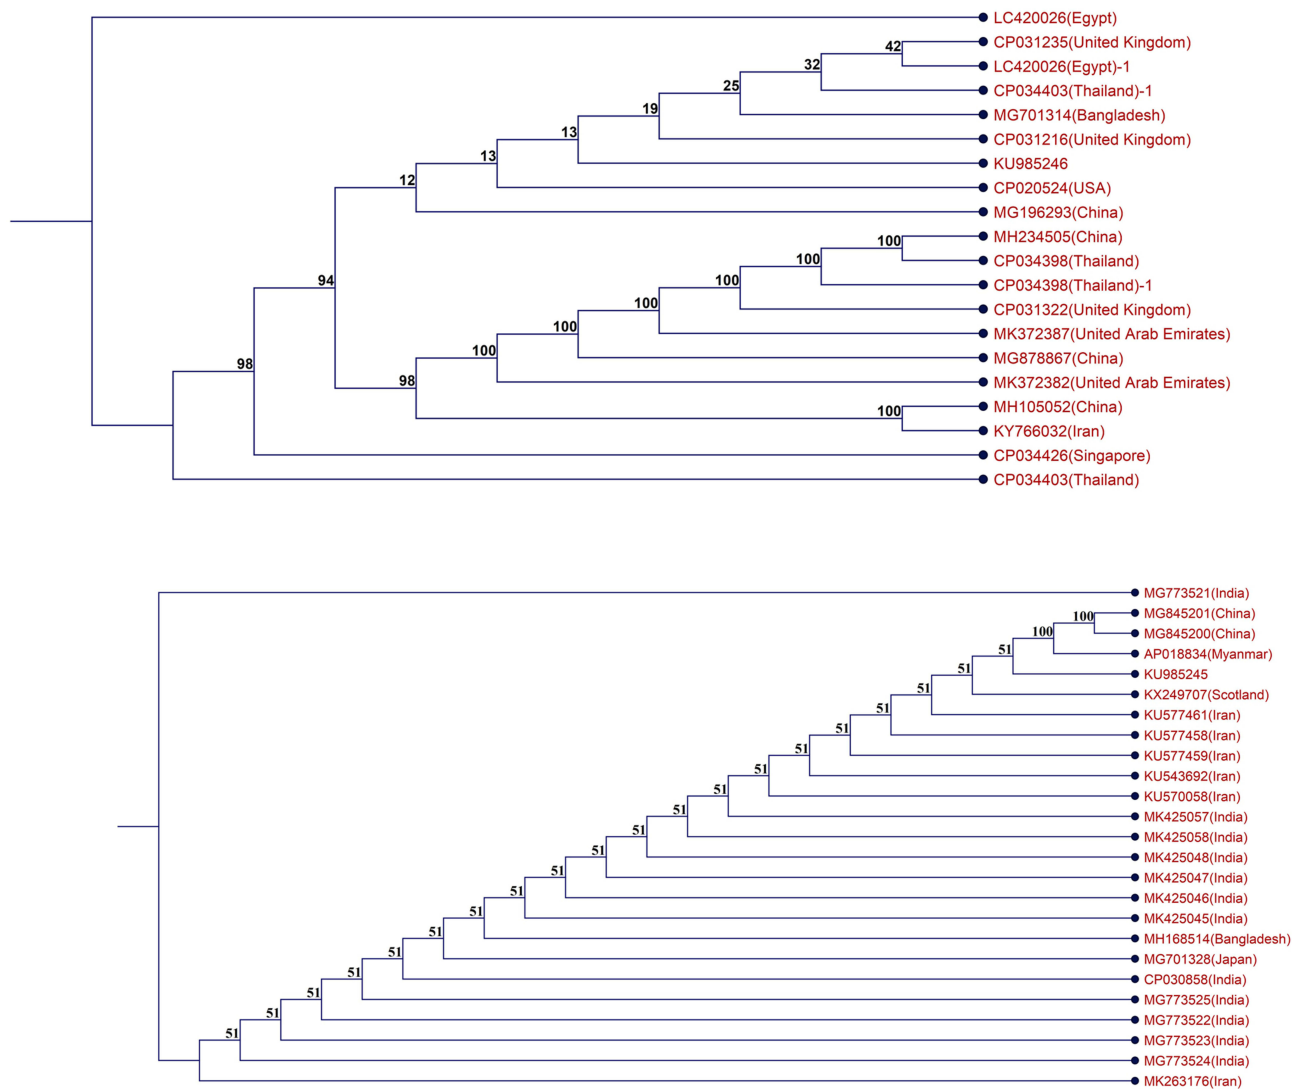 LC420026(Egypt)
CP031235(United Kingdom)
42
LC420026(Egypt)-1
32
CP034403(Thailand)-1
25
MG701314(Bangladesh)
19
CP031216(United Kingdom)
13
KU985246
13
CP020524(USA)
12
MG196293(China)
MH234505(China)
100
CP034398(Thailand)
100
CP034398(Thailand)-1
94
100
CP031322(United Kingdom)
100
MK372387(United Arab Emirates)
100
MG878867(China)
100
98
MK372382(United Arab Emirates)
98
MH105052(China)
100
KY766032(Iran)
CP034426(Singapore)
CP034403(Thailand)
MG773521(India)
MG845201(China)
100
MG845200(China)
100
AP018834(Myanmar)
51
KU985245
51
KX249707(Scotland)
51
KU577461(Iran)
51
KU577458(Iran)
51
KU577459(Iran)
51
KU543692(Iran)
51
KU570058(Iran)
51
MK425057(India)
51
MK425058(India)
51
MK425048(India)
51
MK425047(India)
51
MK425046(India)
51
MK425045(India)
51
MH168514(Bangladesh)
51
MG701328(Japan)
51
CP030858(India)
51
MG773525(India)
51
MG773522(India)
51
MG773523(India)
51
MG773524(India)
MK263176(Iran)